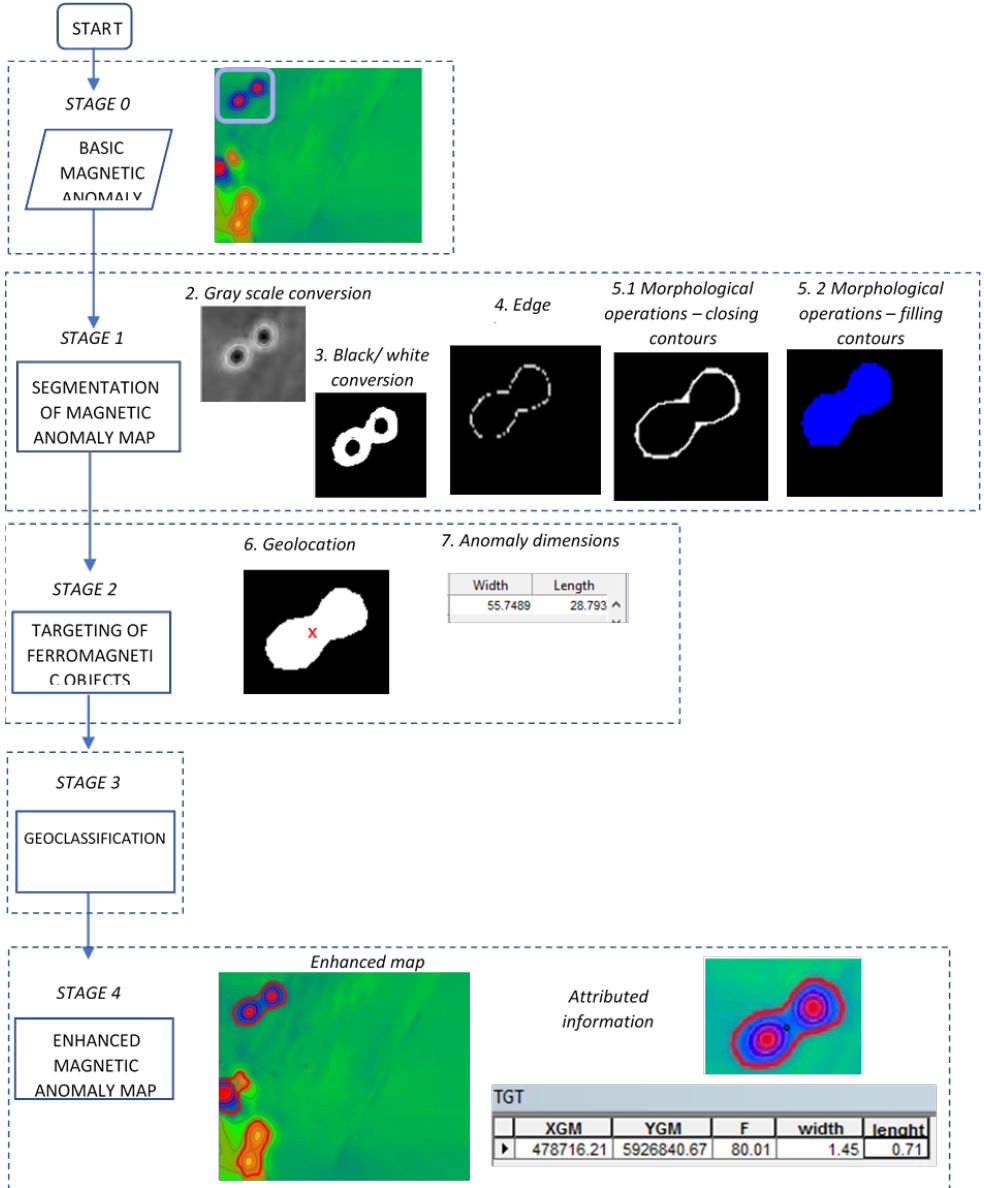 START
STAGE 0
BASIC
MAGNETIC
ANOMALY
2. Gray scale conversion
3. Black/ white
conversion
4. Edge
5.1 Morphological
operations – closing
contours
5. 2 Morphological
operations – filling
contours
STAGE 1
SEGMENTATION
OF MAGNETIC
ANOMALY MAP
6. Geolocation
7. Anomaly dimensions
Width Length
55.7489 28.793
X
STAGE 2
TARGETING OF
FERROMAGNETI
C OBJECTS
STAGE 3
GEOCLASSIFICATION
STAGE 4
ENHANCED
MAGNETIC
ANOMALY MAP
Enhanced map
Attributed
information
TGT
XGM YGM F width lenght
478716.21 5926840.67 80.01 1.45 0.71